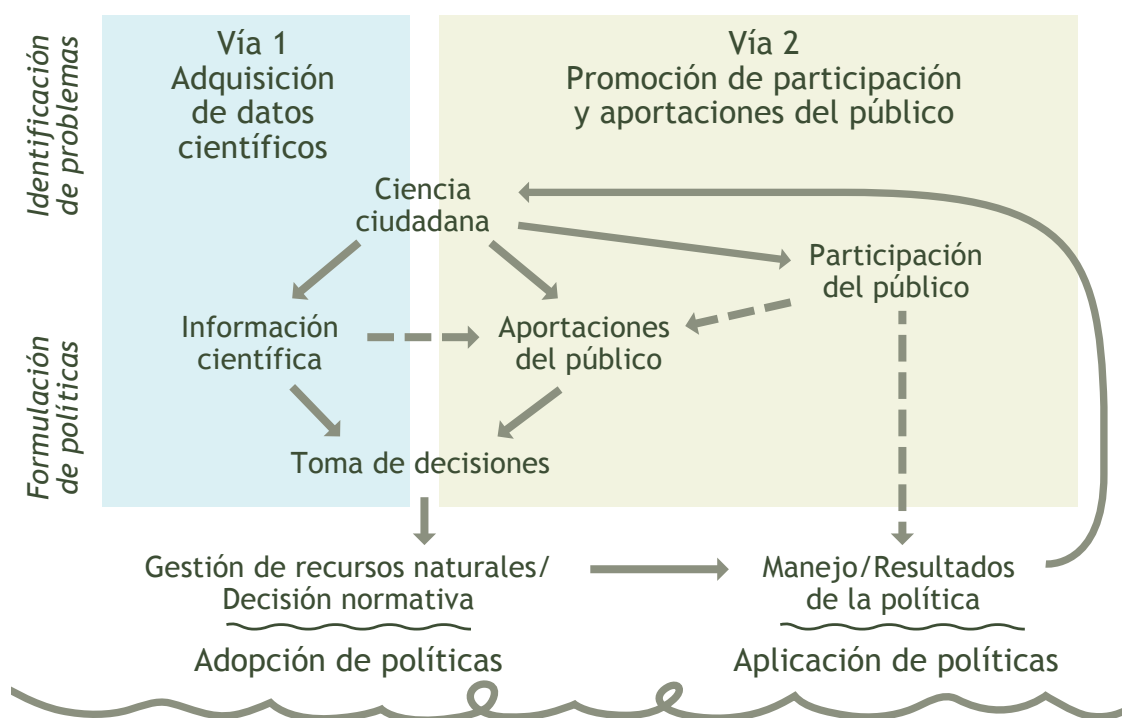 Identificación
de problemas
Vía 1
Adquisición
de datos
científicos
Vía 2
Promoción de participación
y aportaciones del público
Ciencia
ciudadana
Participación
del público
Formulación
de políticas
Información
científica
Aportaciones
del público
Toma de decisiones
Gestión de recursos naturales/
Decisión normativa
Manejo/Resultados
de la política
Adopción de políticas
Aplicación de políticas